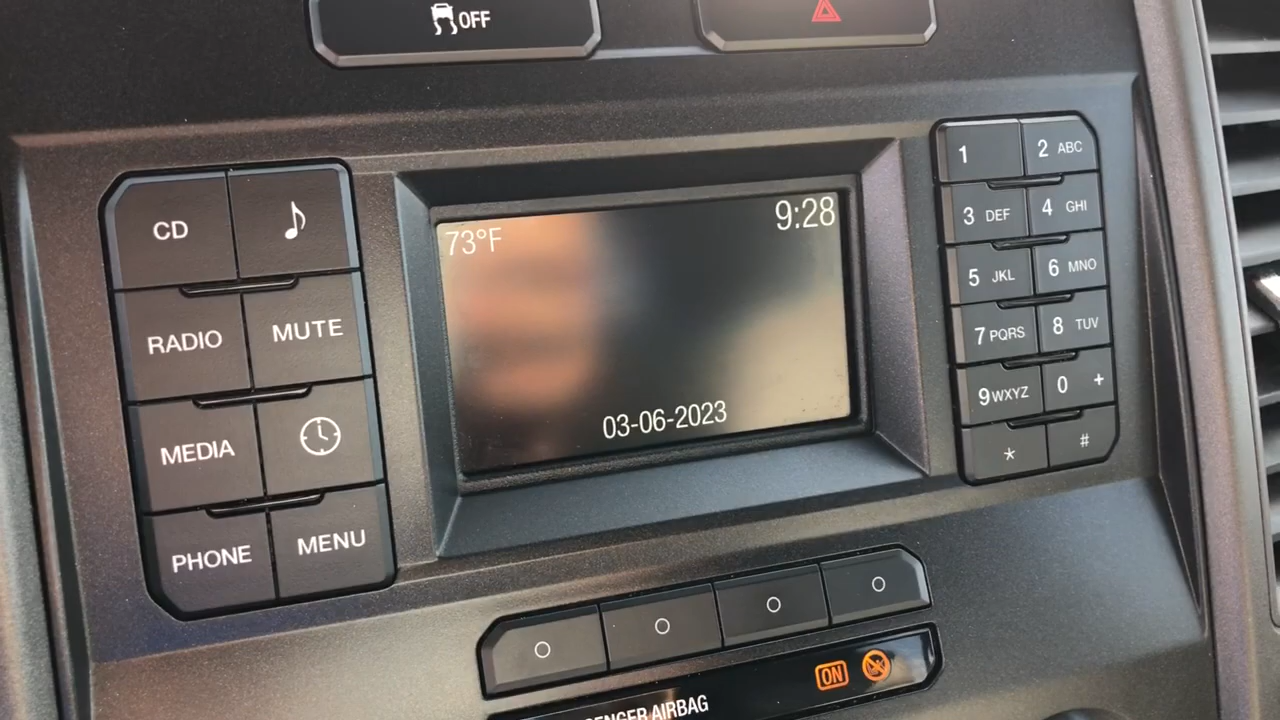 OFF
CD
RADIO MUTE
MEDIA
PHONE MENU
73°F 9:28
03-06-2023
1 2 ABC
3 DEF 4 GHI
5 JKL 6 MNO
7 PQRS 8 TUV
9 WXYZ 0 +
* #
ON
AIRBAG